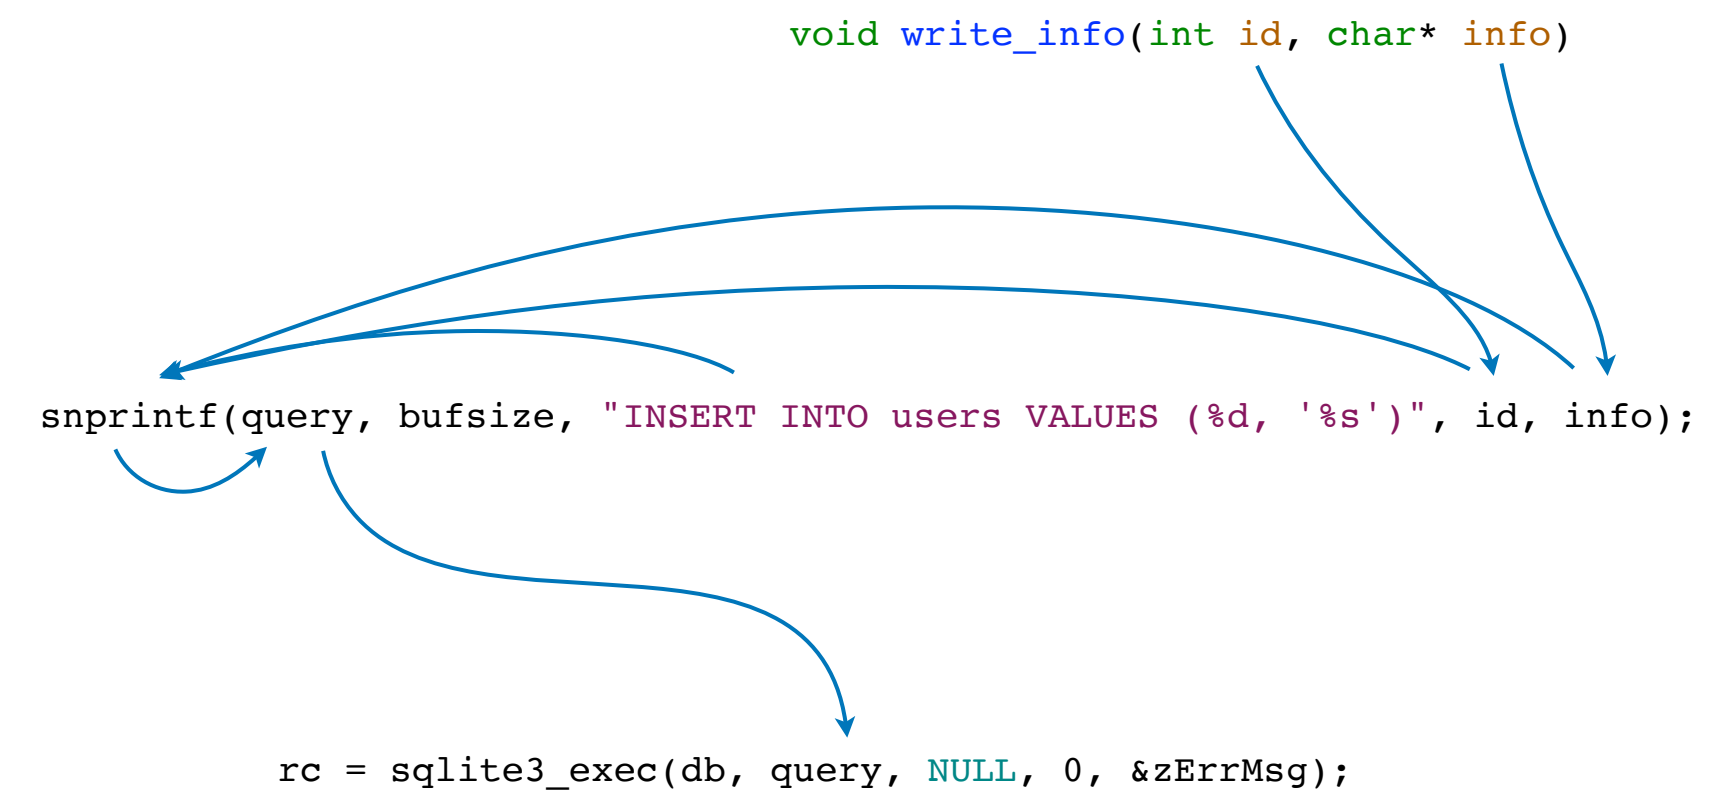 void write_info(int id, char* info)
snprintf(query, bufsize, "INSERT INTO users VALUES (%d, '%s')", id, info);
rc = sqlite3_exec(db, query, NULL, 0, &zErrMsg);